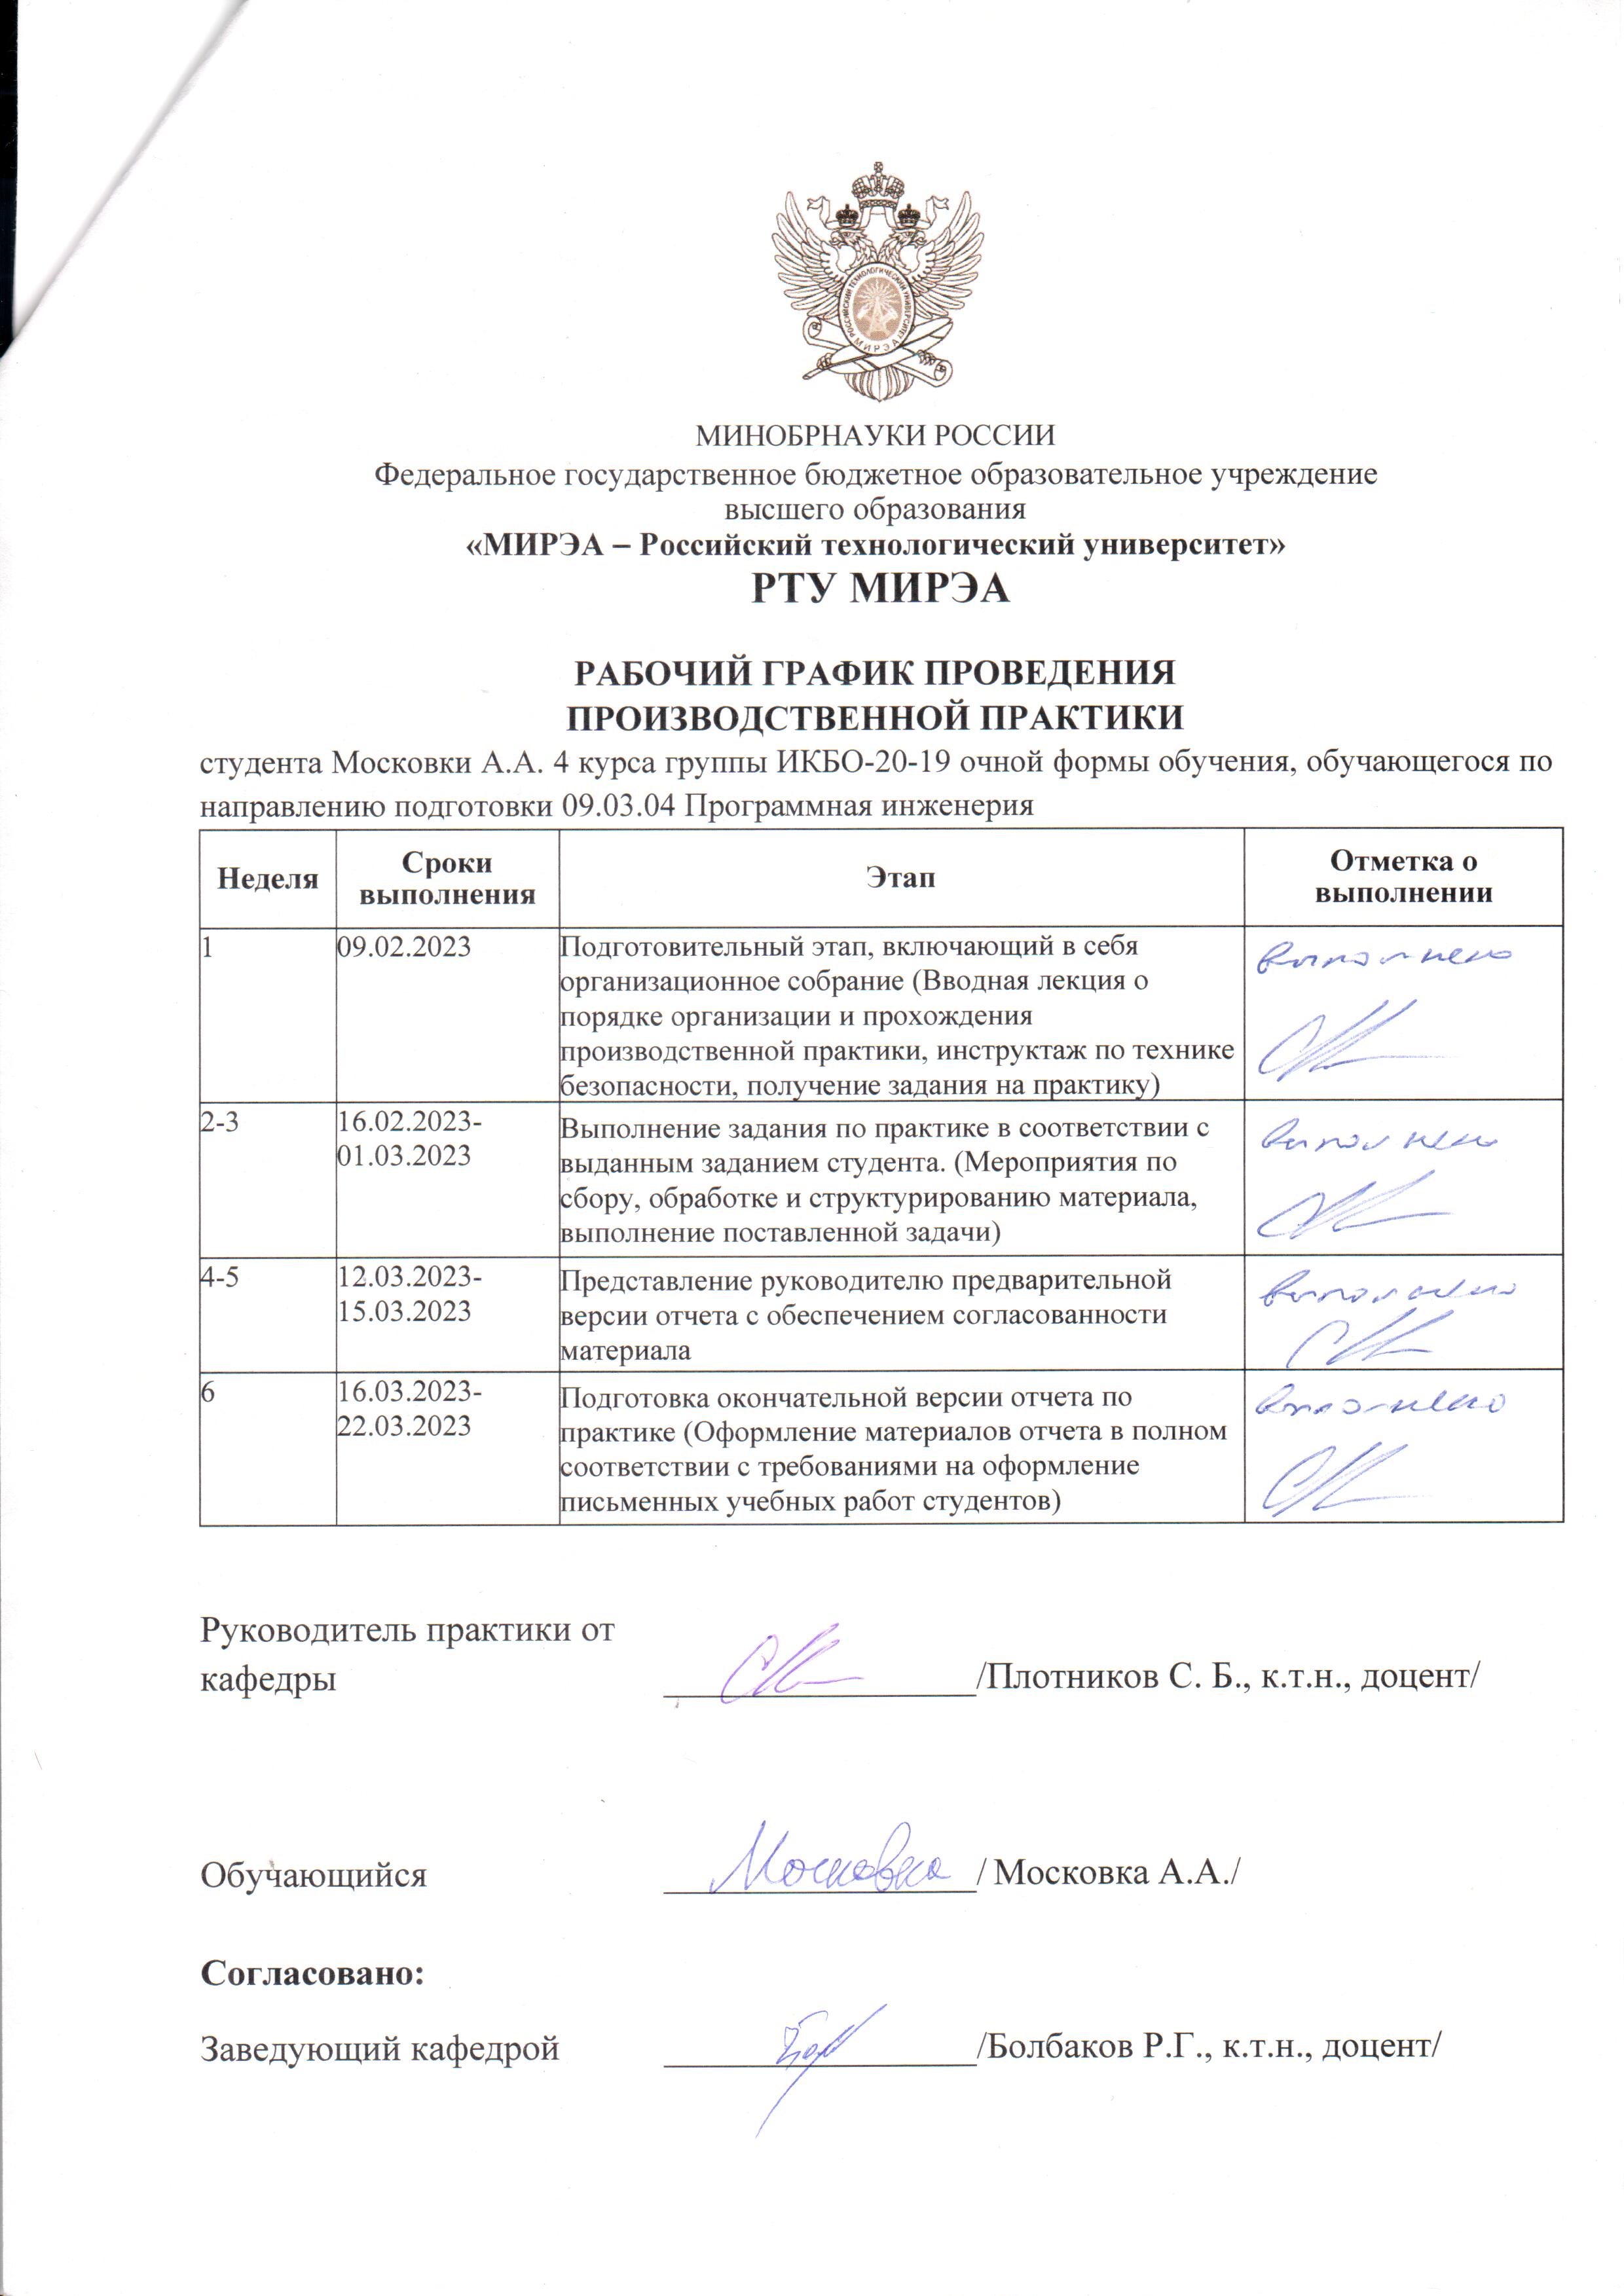 РОССИЙСКИЙ ТЕХНОЛОГИЧЕСКИЙ УНИВЕРСИТЕТ
МИРЭА
МИНОБРНАУКИ РОССИИ
Федеральное государственное бюджетное образовательное учреждение
высшего образования
«МИРЭА – Российский технологический университет»
РТУ МИРЭА
РАБОЧИЙ ГРАФИК ПРОВЕДЕНИЯ
ПРОИЗВОДСТВЕННОЙ ПРАКТИКИ
студента Московки А.А. 4 курса группы ИКБО-20-19 очной формы обучения, обучающегося по
направлению подготовки 09.03.04 Программная инженерия
Неделя
Сроки
выполнения
Этап
Отметка о
выполнении
1
09.02.2023
Подготовительный этап, включающий в себя
организационное собрание (Вводная лекция о
порядке организации и прохождения
производственной практики, инструктаж по технике
безопасности, получение задания на практику)
выполнено
2-3
16.02.2023-
01.03.2023
Выполнение задания по практике в соответствии с
выданным заданием студента. (Мероприятия по
сбору, обработке и структурированию материала,
выполнение поставленной задачи)
выполнено
4-5
12.03.2023-
15.03.2023
Представление руководителю предварительной
версии отчета с обеспечением согласованности
материала
выполнено
6
16.03.2023-
22.03.2023
Подготовка окончательной версии отчета по
практике (Оформление материалов отчета в полном
соответствии с требованиями на оформление
письменных учебных работ студентов)
выполнено
Руководитель практики от
кафедры
/Плотников С. Б., к.т.н., доцент/
Обучающийся
Московка / Московка А.А./
Согласовано:
Заведующий кафедрой
/Болбаков Р.Г., к.т.н., доцент/